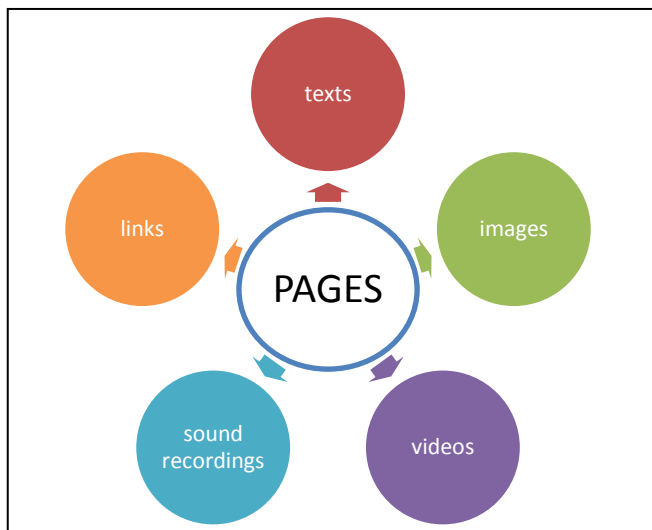 texts
links
images
PAGES
sound
recordings
videos